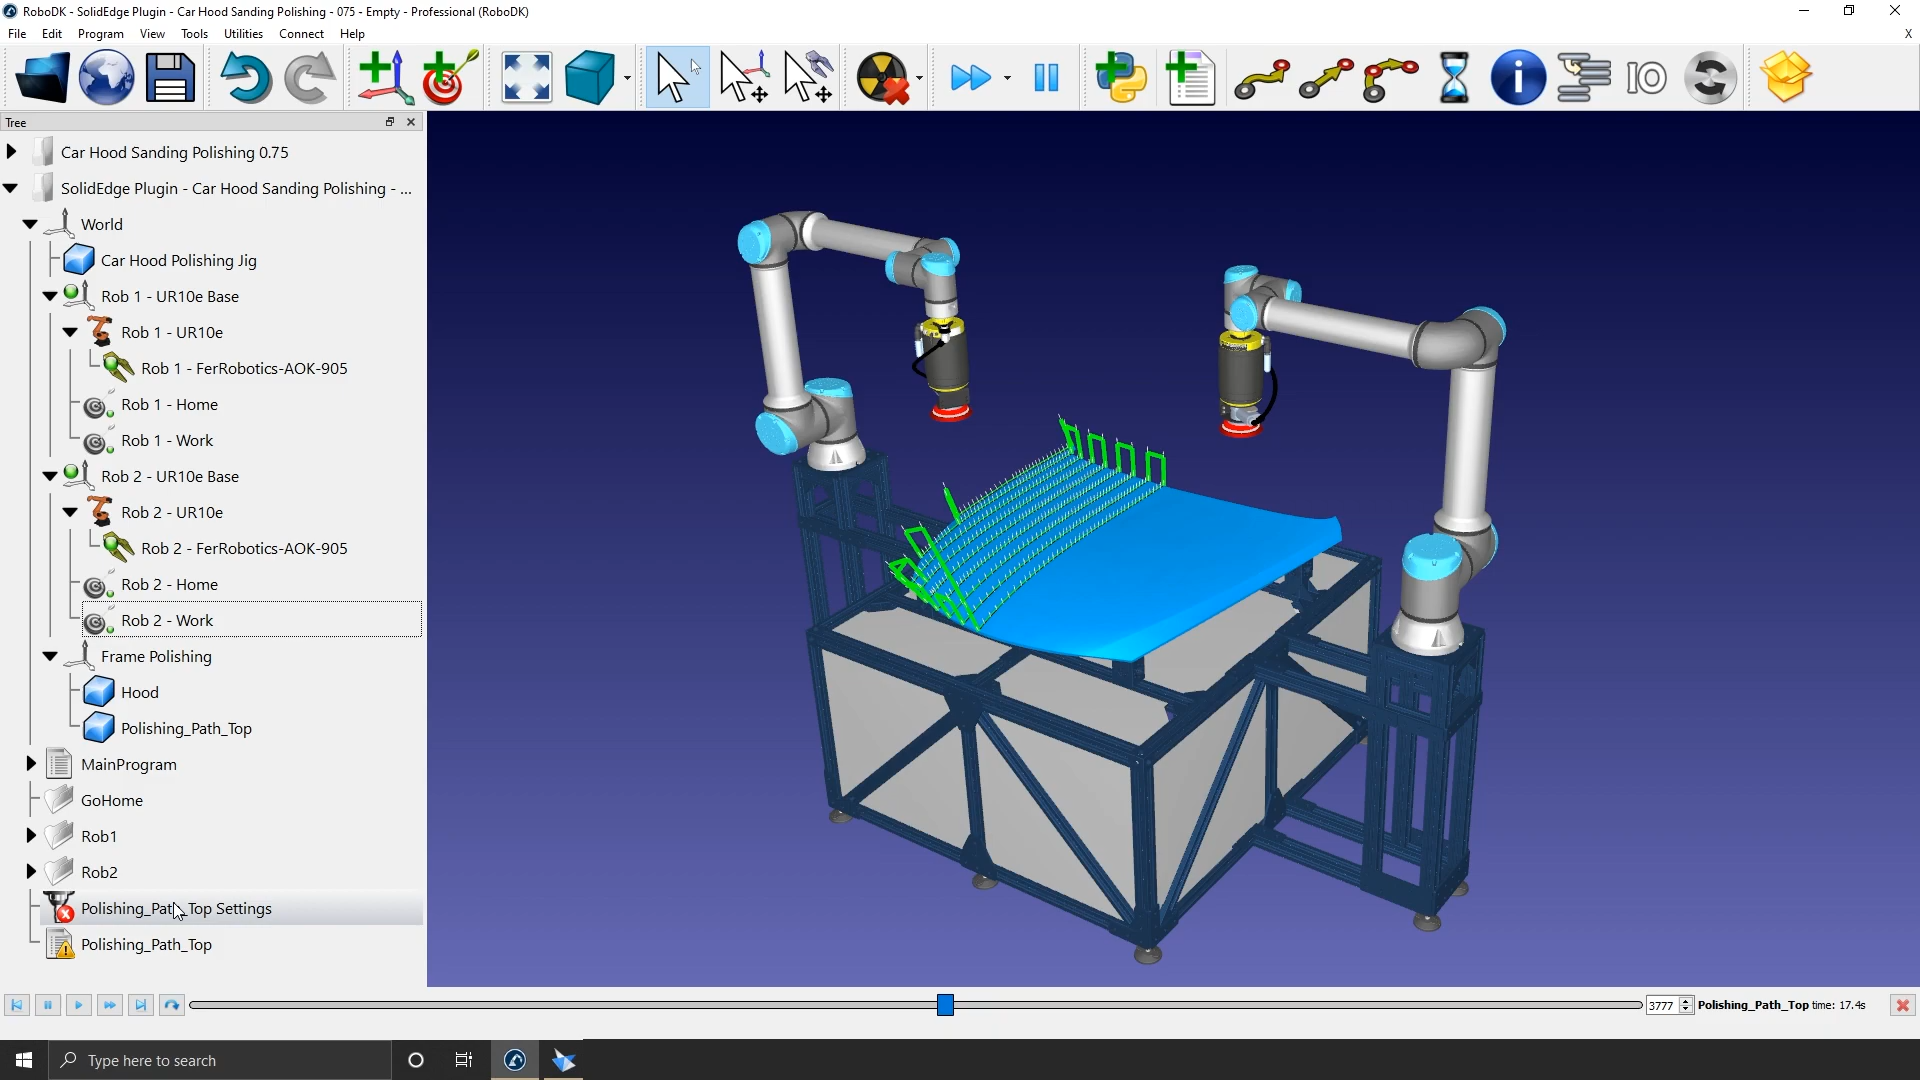 RoboDK - SolidEdge Plugin - Car Hood Sanding Polishing - 075 - Empty - Professional (RoboDK)
File Edit Program View Tools Utilities Connect Help X
IO
Tree
Car Hood Sanding Polishing 0.75
SolidEdge Plugin - Car Hood Sanding Polishing - ...
World
Car Hood Polishing Jig
Rob 1 - UR10e Base
Rob 1 - UR10e
Rob 1 - FerRobotics-AOK-905
Rob 1 - Home
Rob 1 - Work
Rob 2 - UR10e Base
Rob 2 - UR10e
Rob 2 - FerRobotics-AOK-905
Rob 2 - Home
Rob 2 - Work
Frame Polishing
Hood
Polishing_Path_Top
MainProgram
GoHome
Rob1
Rob2
Polishing_Path_Top Settings
Polishing_Path_Top
3777 Polishing_Path_Top time: 17.4s
Type here to search